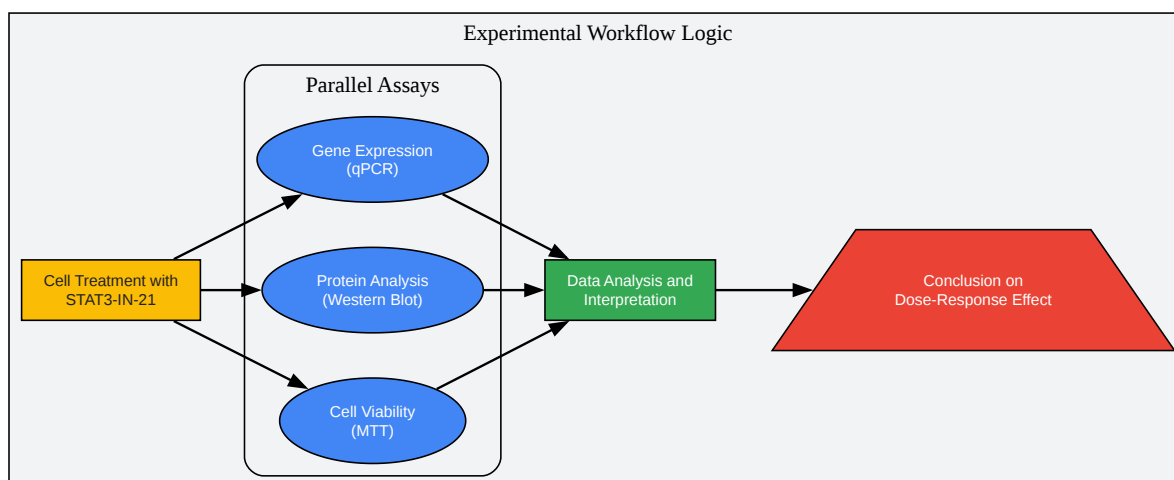 Experimental Workflow Logic
Parallel Assays
Gene Expression
(qPCR)
Cell Treatment with
STAT3-IN-21
Protein Analysis
(Western Blot)
Cell Viability
(MTT)
Data Analysis and
Interpretation
Conclusion on
Dose-Response Effect